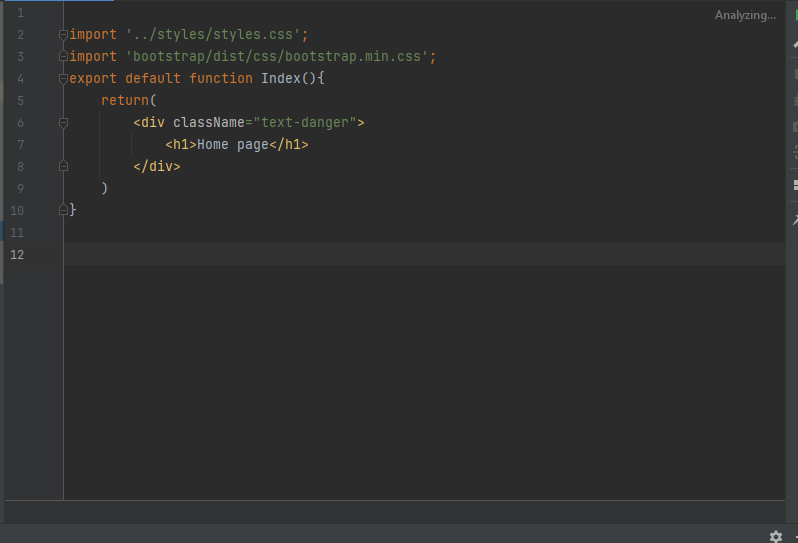 Analyzing...
1
2 import '../styles/styles.css';
3 import 'bootstrap/dist/css/bootstrap.min.css';
4 export default function Index(){
5     return(
6         <div className="text-danger">
7             <h1>Home page</h1>
8         </div>
9     )
10 }
11
12